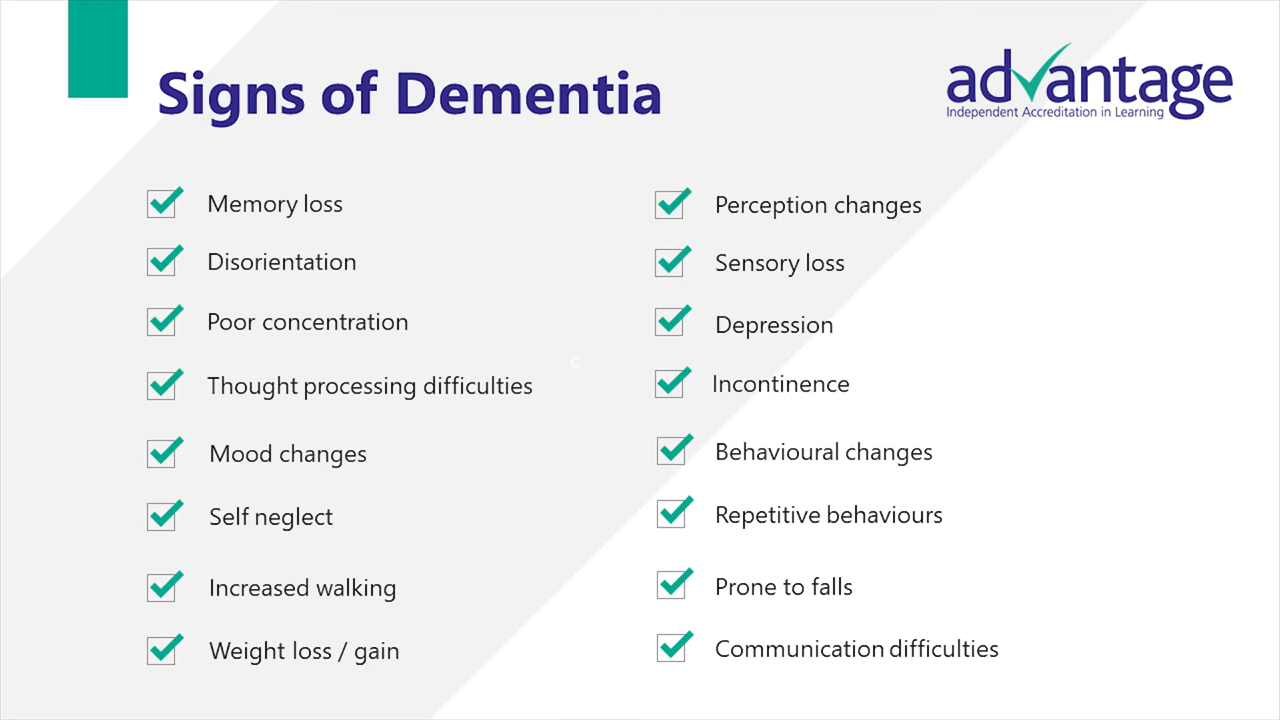 Signs of Dementia
advantage
Independent Accreditation in Learning
Memory loss
Disorientation
Poor concentration
Thought processing difficulties
Mood changes
Self neglect
Increased walking
Weight loss / gain
Perception changes
Sensory loss
Depression
Incontinence
Behavioural changes
Repetitive behaviours
Prone to falls
Communication difficulties
c